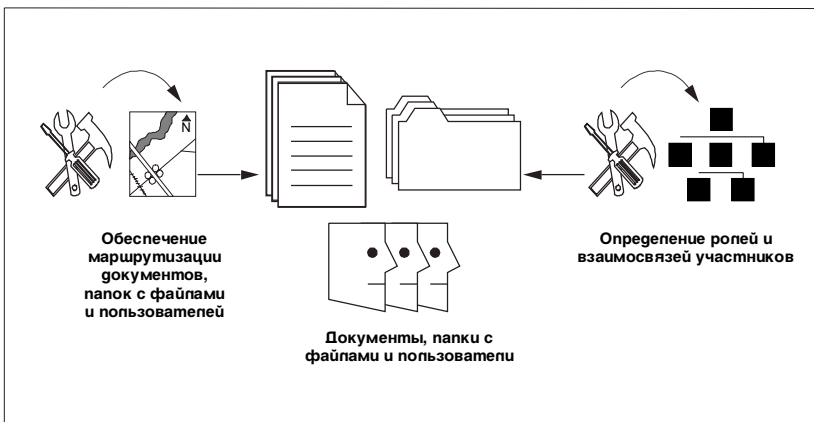 N
Обеспечение
маршрутизации
документов,
папок с файлами
и пользователей
Определение ролей и
взаимосвязей участников
Документы, папки с
файлами и пользователи